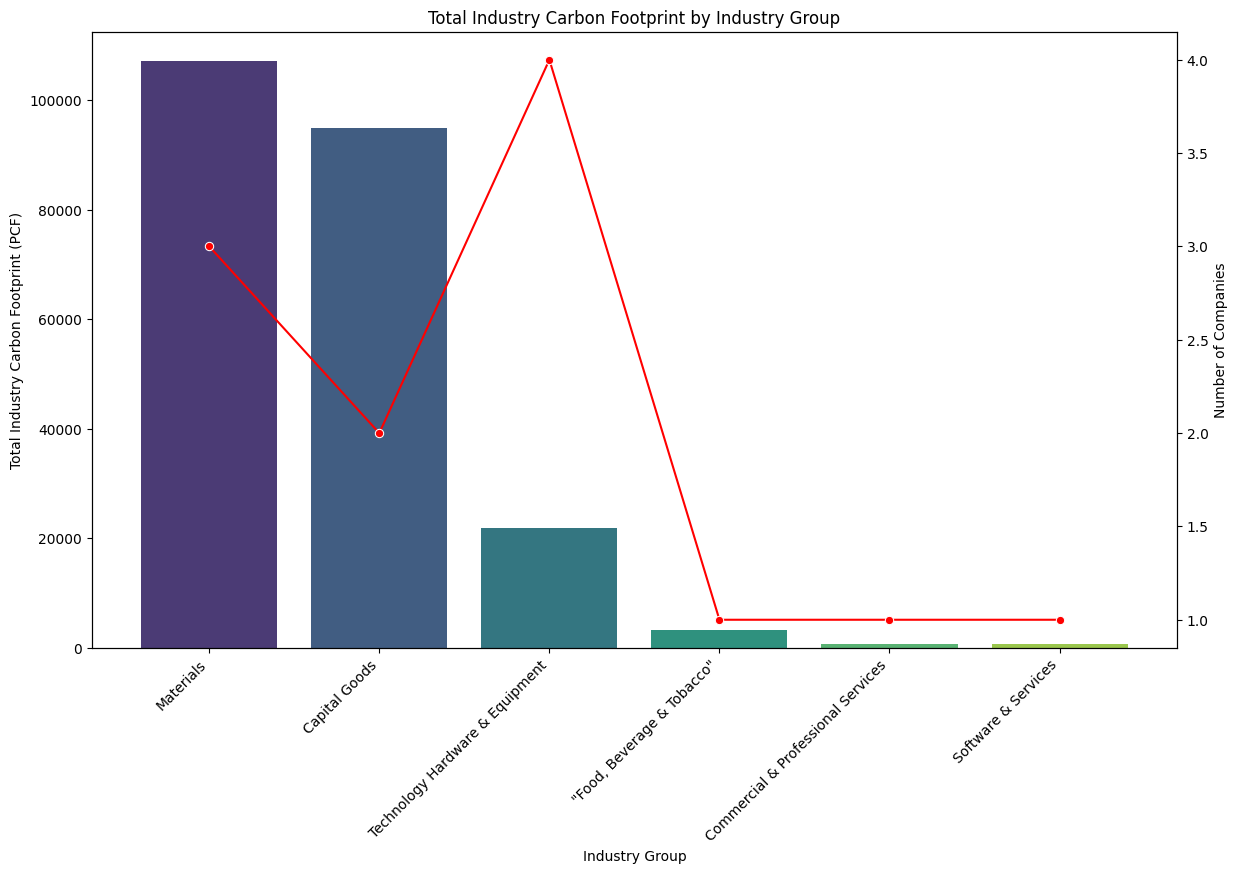 Total Industry Carbon Footprint by Industry Group
Total Industry Carbon Footprint (PCF)
100000
80000
60000
40000
20000
0
4.0
3.5
3.0
2.5
2.0
1.5
1.0
Number of Companies
Materials
Capital Goods
Technology Hardware & Equipment
"Food, Beverage & Tobacco"
Commercial & Professional Services
Software & Services
Industry Group